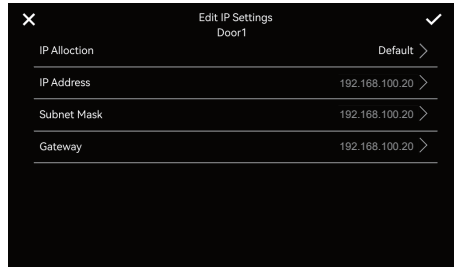 Edit IP Settings
Door1
IP Alloction Default
IP Address 192.168.100.20
Subnet Mask 192.168.100.20
Gateway 192.168.100.20